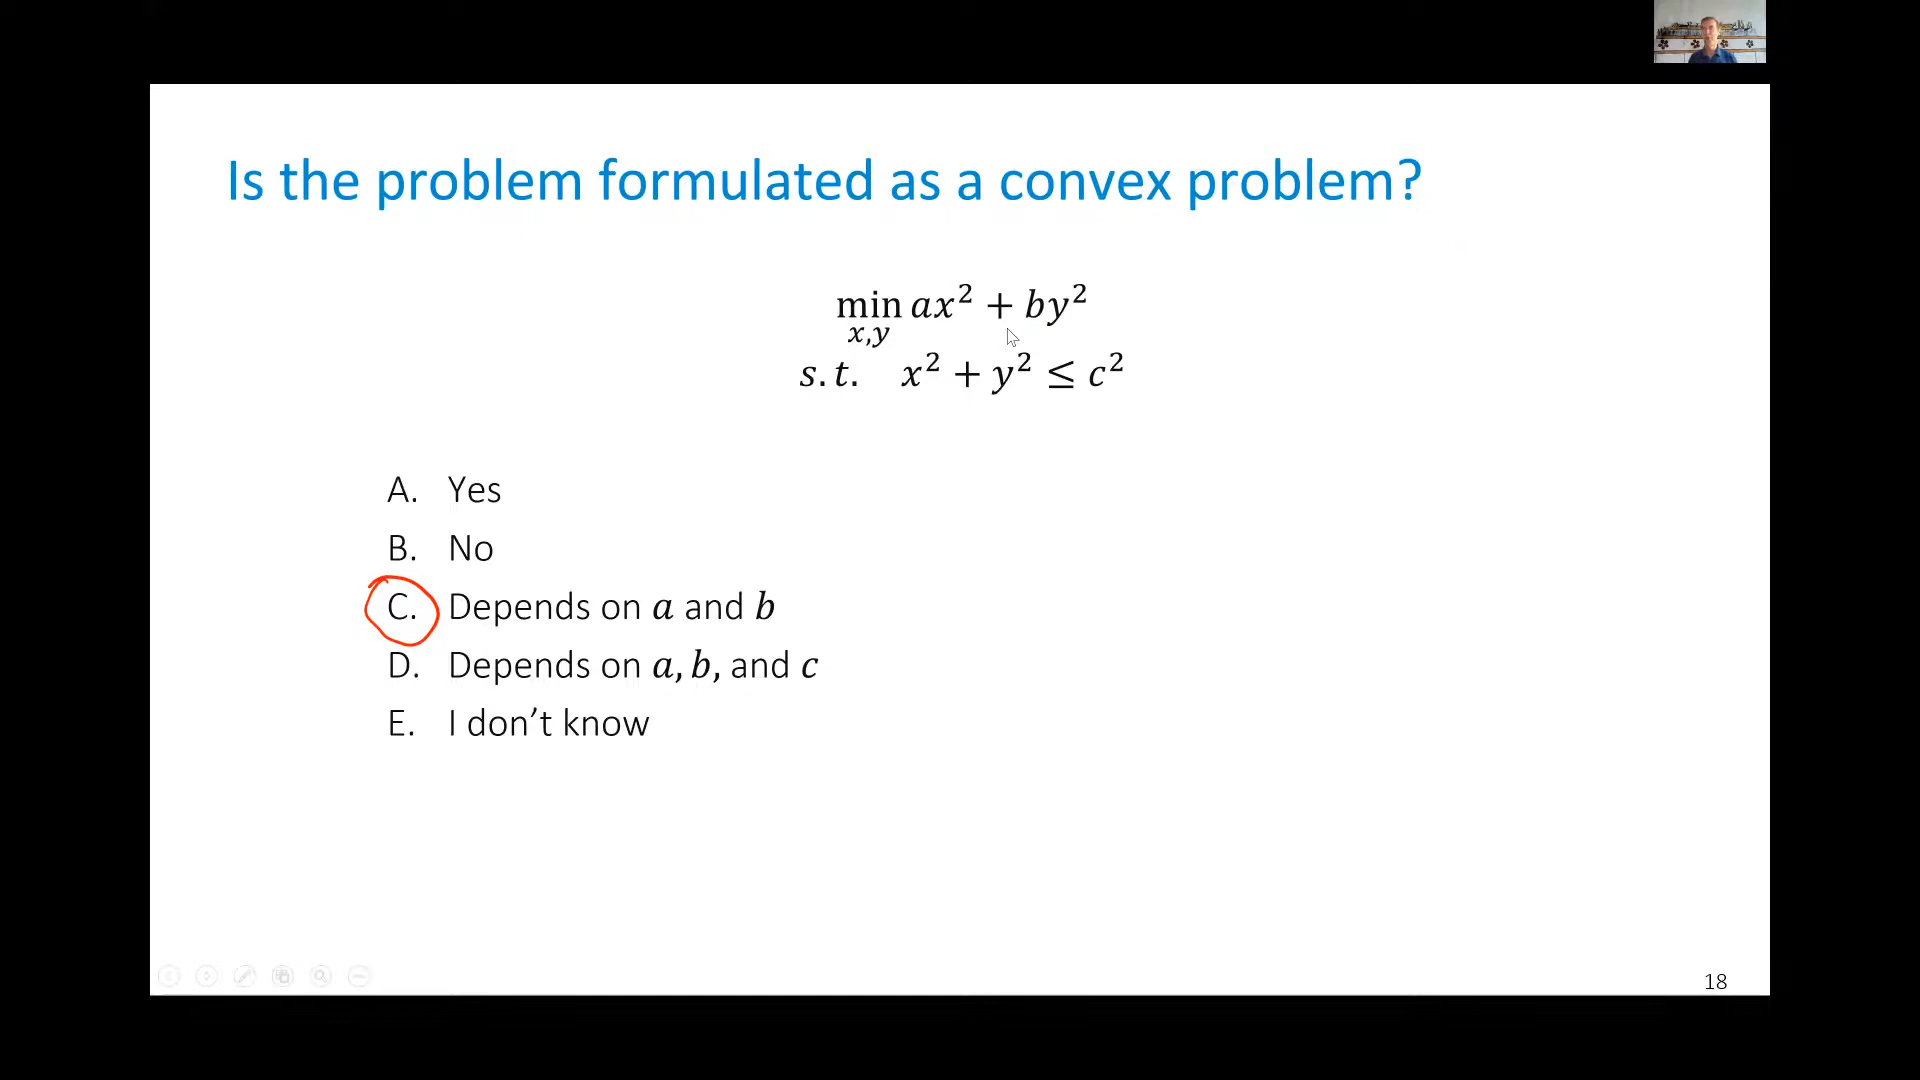 Is the problem formulated as a convex problem?
min ax² + by²
x,y
s.t. x² + y² ≤ c²
A. Yes
B. No
C. Depends on a and b
D. Depends on a, b, and c
E. I don’t know
18